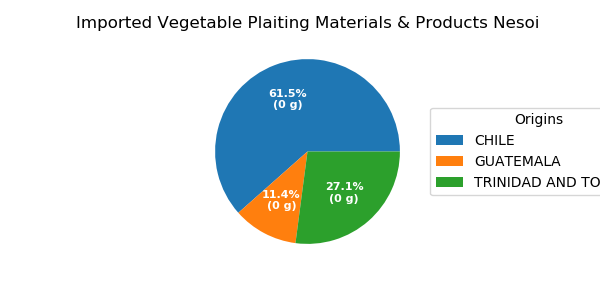 Imported Vegetable Plaiting Materials & Products Nesoi
61.5%
(0 g)
11.4%
(0 g)
27.1%
(0 g)
Origins
CHILE
GUATEMALA
TRINIDAD AND TO